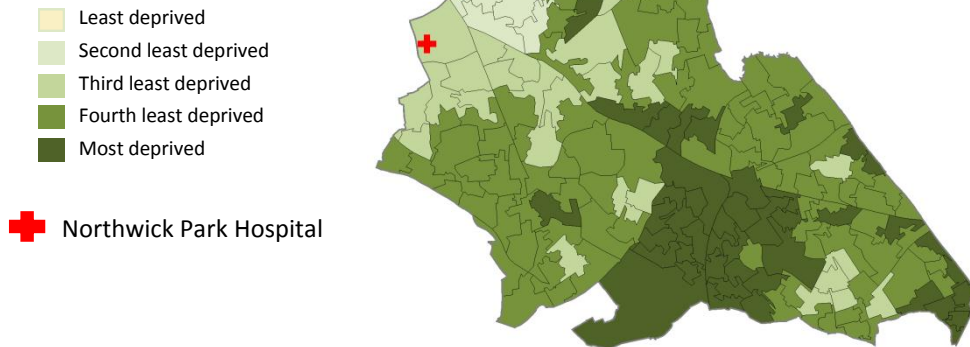 Least deprived
Second least deprived
Third least deprived
Fourth least deprived
Most deprived
Northwick Park Hospital